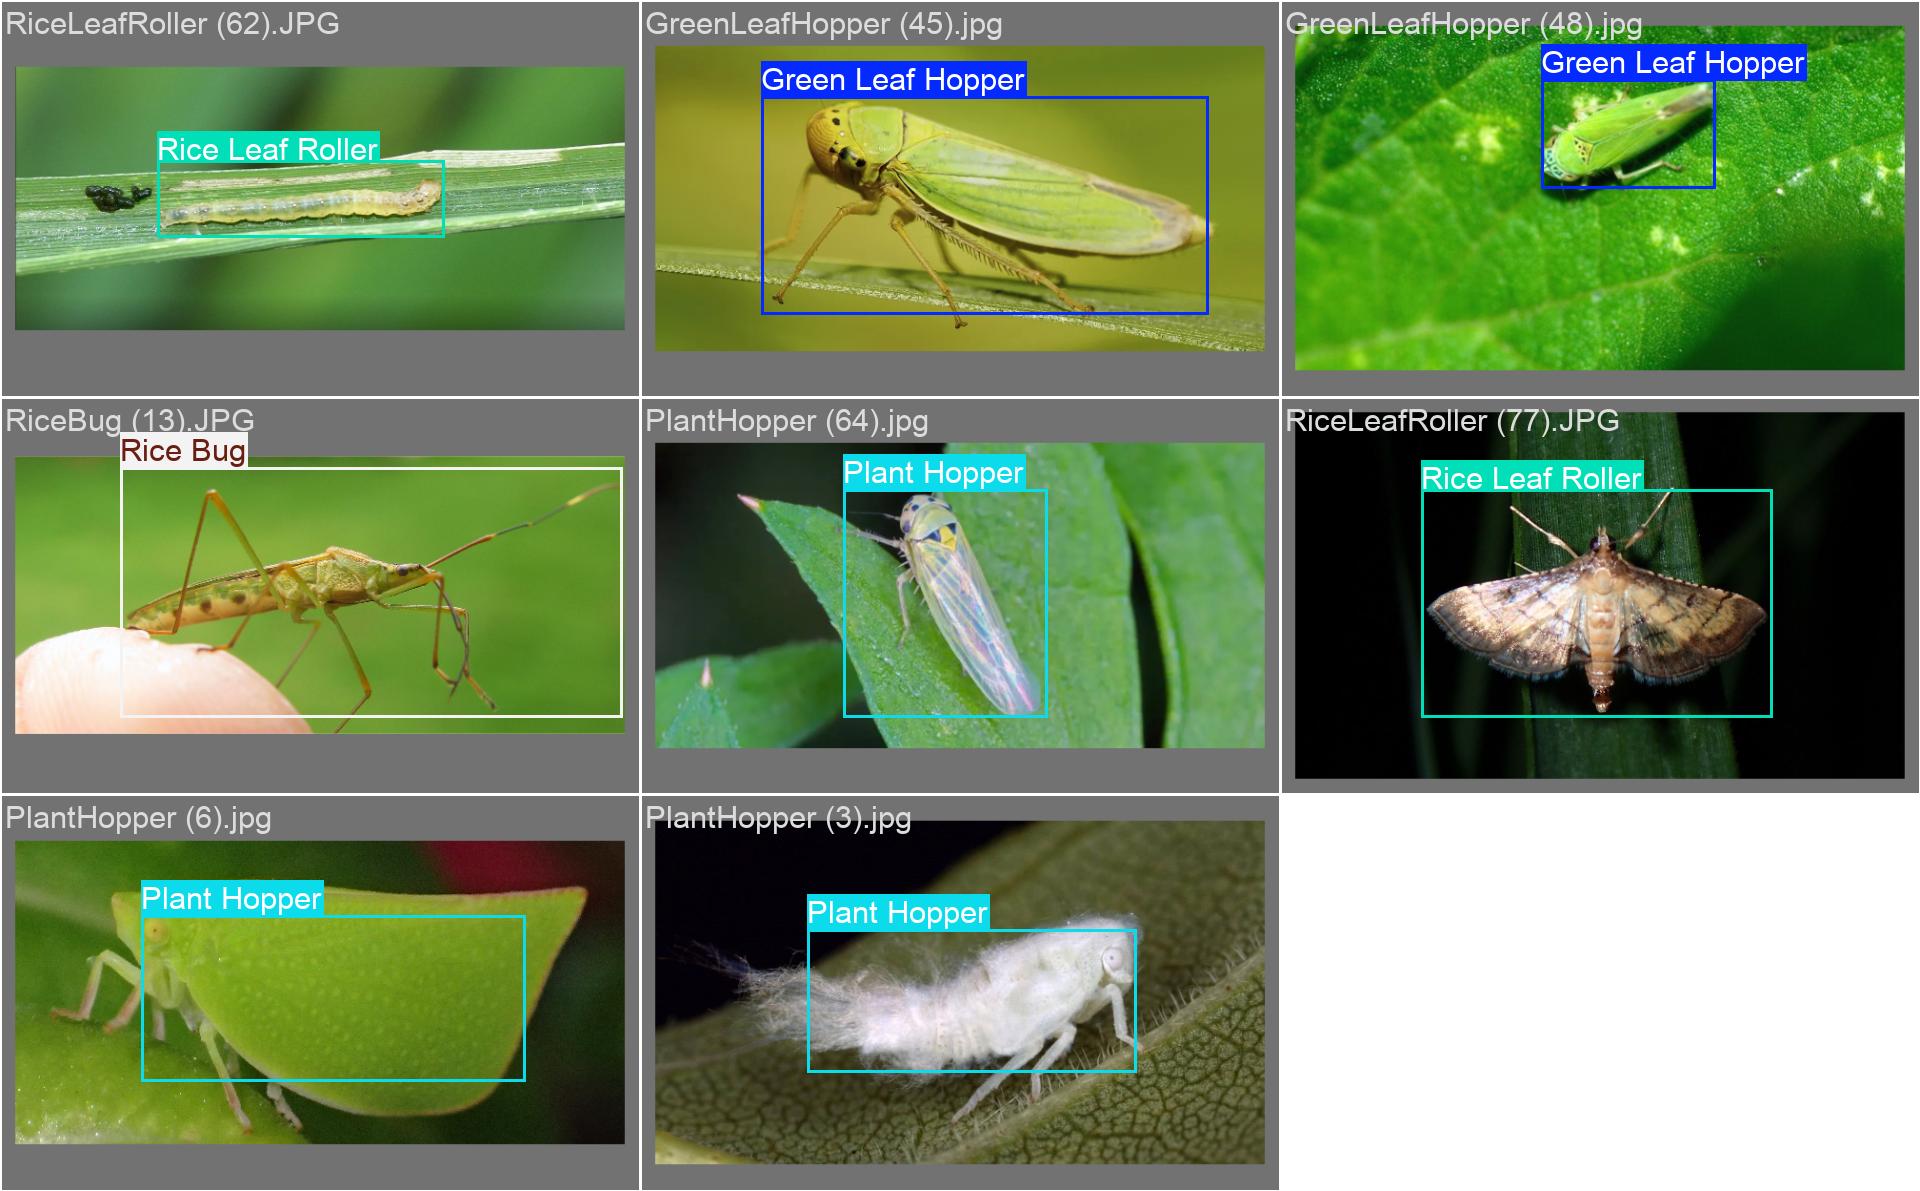 RiceLeafRoller (62).JPG
Rice Leaf Roller
GreenLeafHopper (45).jpg
Green Leaf Hopper
GreenLeafHopper (48).jpg
Green Leaf Hopper
RiceBug (13).JPG
Rice Bug
PlantHopper (64).jpg
Plant Hopper
RiceLeafRoller (77).JPG
Rice Leaf Roller
PlantHopper (6).jpg
Plant Hopper
PlantHopper (3).jpg
Plant Hopper